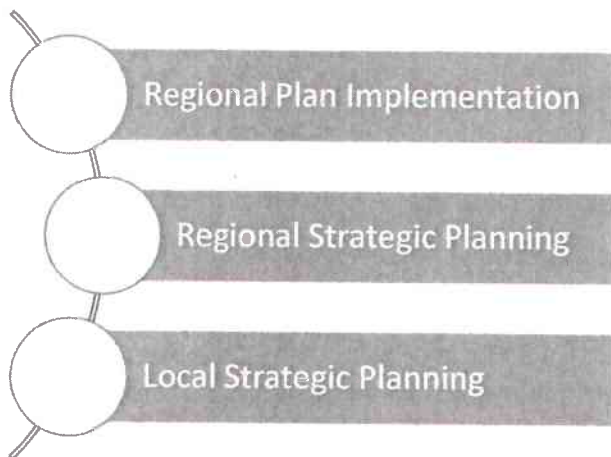 Regional Plan Implementation
Regional Strategic Planning
Local Strategic Planning